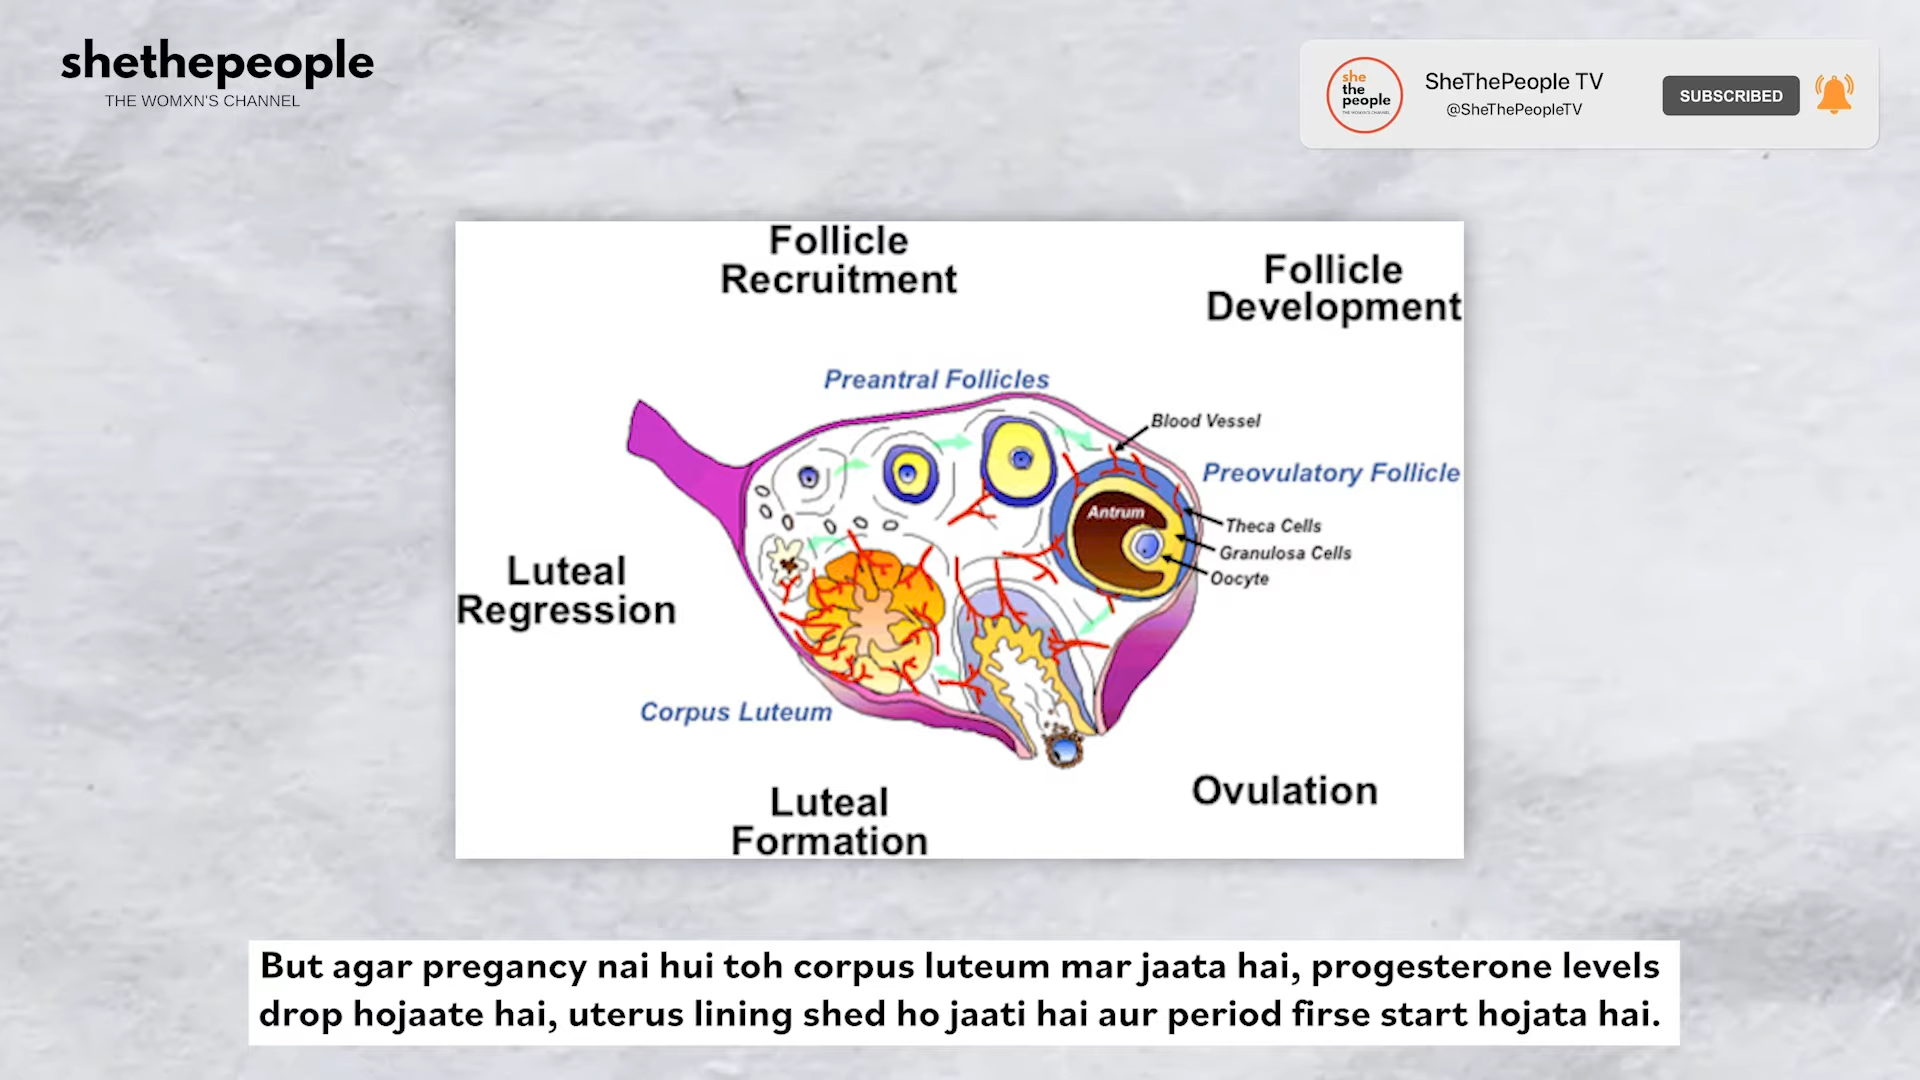 shethepeople
THE WOMXN'S CHANNEL
she
the
people
SheThePeople TV
@SheThePeopleTV
SUBSCRIBED
Follicle
Recruitment
Follicle
Development
Preantral Follicles
Blood Vessel
Preovulatory Follicle
Antrum
Theca Cells
Granulosa Cells
Oocyte
Luteal
Regression
Corpus Luteum
Ovulation
Luteal
Formation
But agar pregancy nai hui toh corpus luteum mar jaata hai, progesterone levels
drop hojaate hai, uterus lining shed ho jaati hai aur period firse start hojata hai.